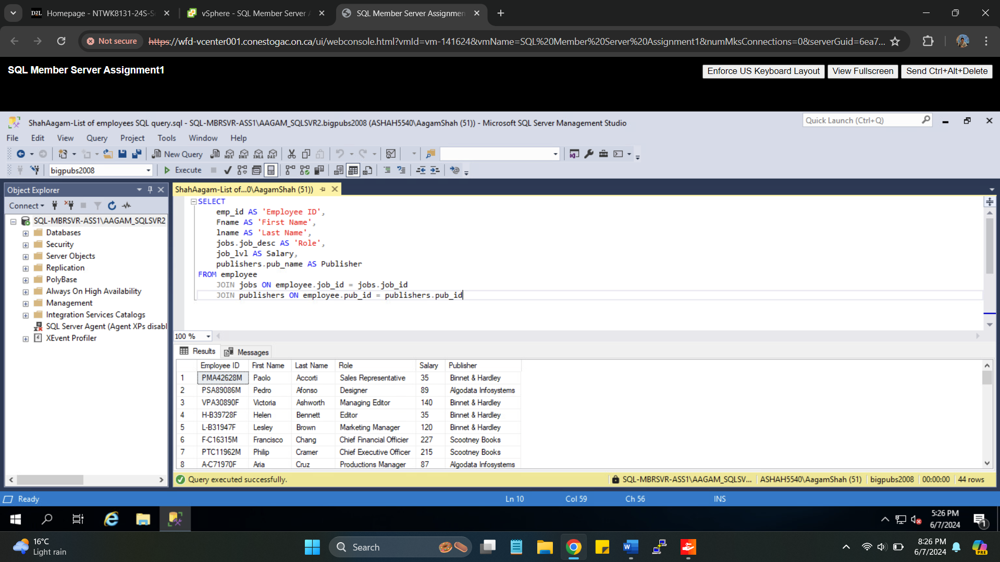 Homepage - NTWK8131-24S-S
vSphere - SQL Member Server A
SQL Member Server Assignmen
Not secure
https://wfd-vcenter001.conestogac.on.ca/ui/webconsole.html?vmId=vm-141624&vmName=SQL%20Member%20Server%20Assignment1&numMksConnections=0&serverGuid=6ea7...
SQL Member Server Assignment1
Enforce US Keyboard Layout
View Fullscreen
Send Ctrl+Alt+Delete
ShahAagam-List of employees SQL query.sql - SQL-MBRSVR-ASS1\AAGAM_SQLSVR2.bigpubs2008 (ASHAH5540\AagamShah (51)) - Microsoft SQL Server Management Studio
Quick Launch (Ctrl+Q)
File Edit View Query Project Tools Window Help
New Query MDX DMX XMLA DAX
bigpubs2008 Execute
Object Explorer
Connect
SQL-MBRSVR-ASS1\AAGAM_SQLSVR2
Databases
Security
Server Objects
Replication
PolyBase
Always On High Availability
Management
Integration Services Catalogs
SQL Server Agent (Agent XPs disabl
XEvent Profiler
ShahAagam-List of...0\AagamShah (51))
SELECT
emp_id AS 'Employee ID',
Fname AS 'First Name',
lname AS 'Last Name',
jobs.job_desc AS 'Role',
job_lvl AS Salary,
publishers.pub_name AS Publisher
FROM employee
JOIN jobs ON employee.job_id = jobs.job_id
JOIN publishers ON employee.pub_id = publishers.pub_id
100 %
Results Messages
Employee ID First Name Last Name Role Salary Publisher
1 PMA42628M Paolo Accorti Sales Representative 35 Binnet & Hardley
2 PSA89086M Pedro Afonso Designer 89 Algodata Infosystems
3 VPA30890F Victoria Ashworth Managing Editor 140 Binnet & Hardley
4 H-B39728F Helen Bennett Editor 35 Binnet & Hardley
5 L-B31947F Lesley Brown Marketing Manager 120 Binnet & Hardley
6 F-C16315M Francisco Chang Chief Financial Officier 227 Scootney Books
7 PTC11962M Philip Cramer Chief Executive Officer 215 Scootney Books
8 A-C71970F Aria Cruz Productions Manager 87 Algodata Infosystems
Query executed successfully.
SQL-MBRSVR-ASS1\AAGAM_SQLSV... ASHAH5540\AagamShah (51) bigpubs2008 00:00:00 44 rows
Ready Ln 10 Col 59 Ch 56 INS
5:26 PM
6/7/2024
1
16°C
Light rain
Search
8:26 PM
6/7/2024
PRE